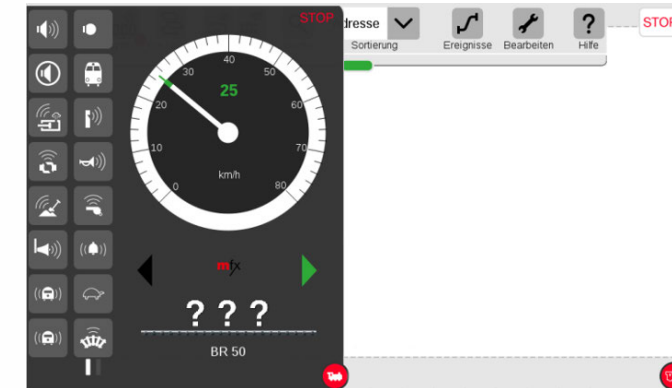 STOP
40
30
50
25
20
60
10
70
km/h
0
80
mfx
? ? ?
BR 50
dresse
Sortierung
Ereignisse
Bearbeiten
?
Hilfe